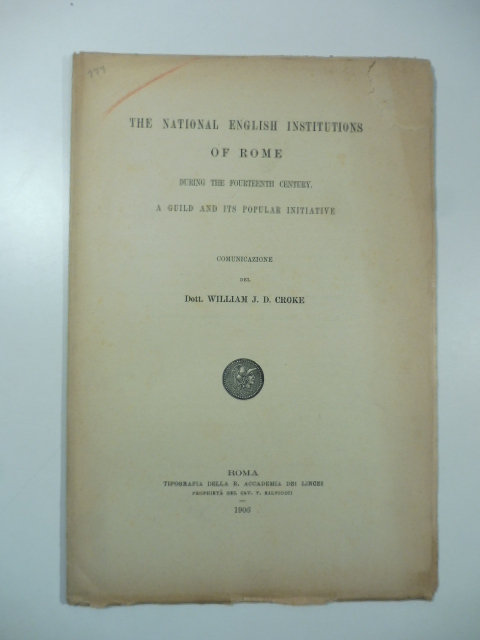 THE NATIONAL ENGLISH INSTITUTIONS
OF ROME
DURING THE FOURTEENTH CENTURY.
A GUILD AND ITS POPULAR INITIATIVE
COMUNICAZIONE
DEL
Dott. WILLIAM J. D. CROKE
ROMA
TIPOGRAFIA DELLA R. ACCADEMIA DEI LINCEI
PROPRIETÀ DEL CAV. V. SALVIUCCI
1906